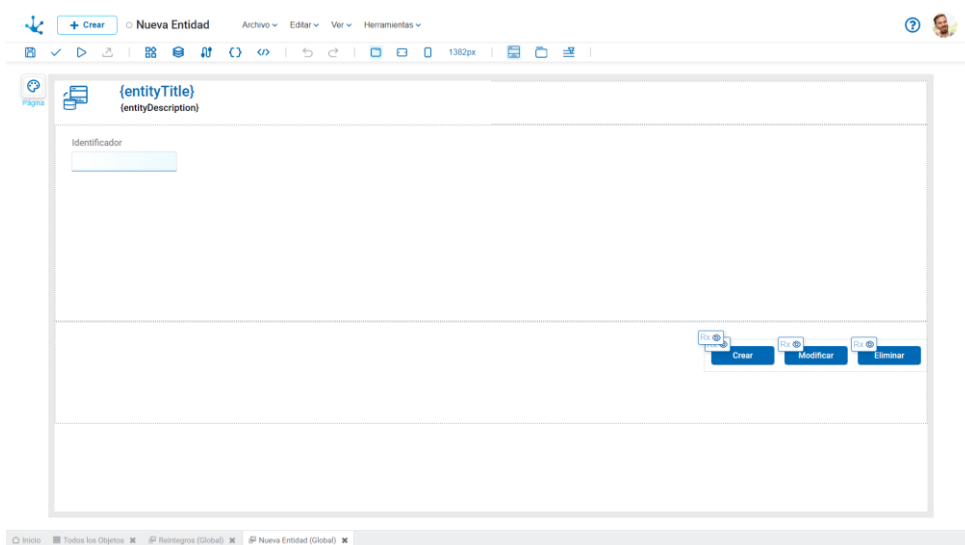 + Crear
Nueva Entidad
Archivo
Editar
Ver
Herramientas
1382px
Página
{entityTitle}
{entityDescription}
Identificador
Rx
Rx
Rx
Rx
Crear
Modificar
Eliminar
Inicio
Todos los Objetos
Reintegros (Global)
Nueva Entidad (Global)